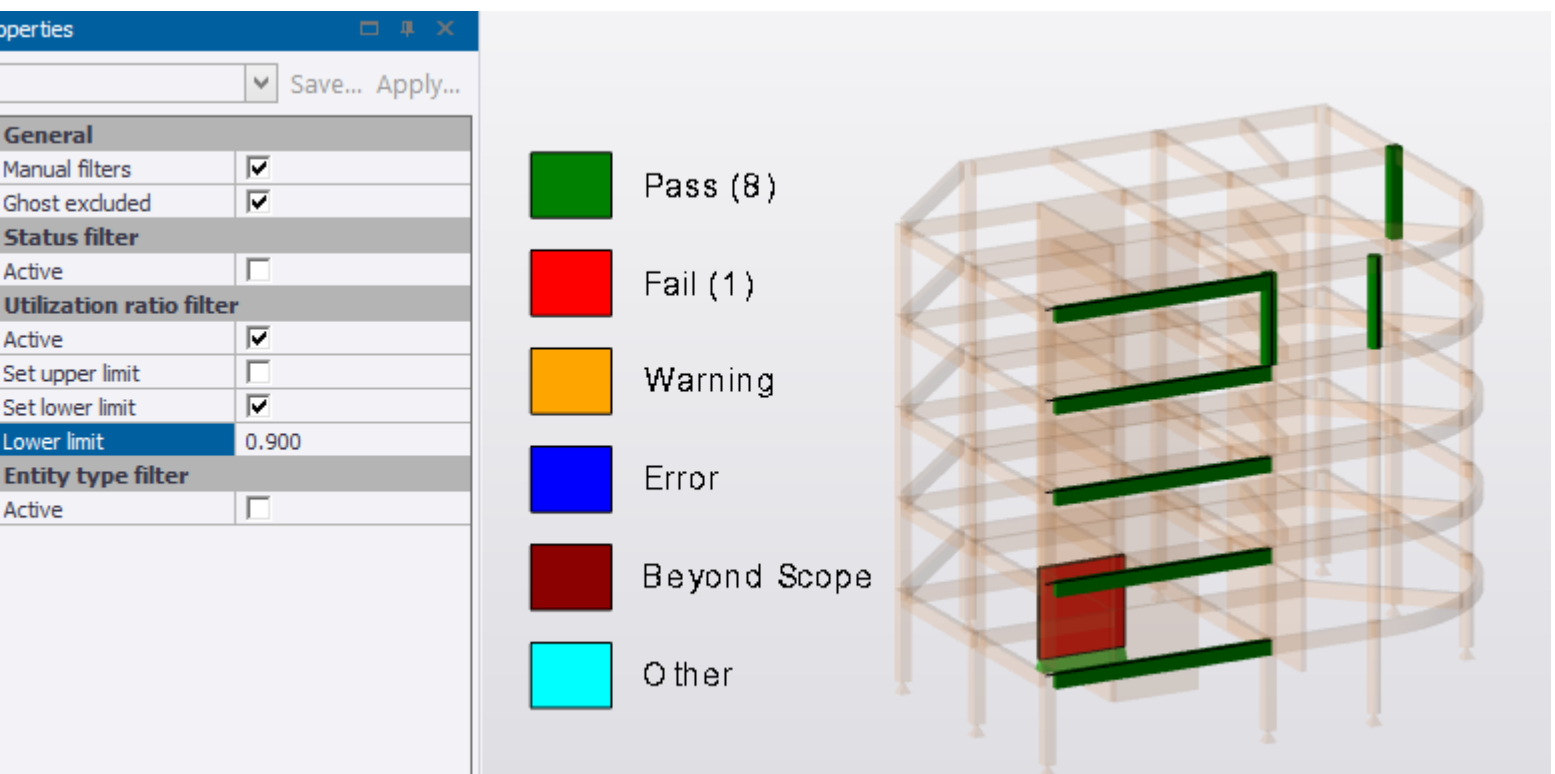 operties
Save... Apply...
General
Manual filters
Ghost excluded
Status filter
Active
Utilization ratio filter
Active
Set upper limit
Set lower limit
Lower limit 0.900
Entity type filter
Active
Pass (8)
Fail (1)
Warning
Error
Beyond Scope
Other